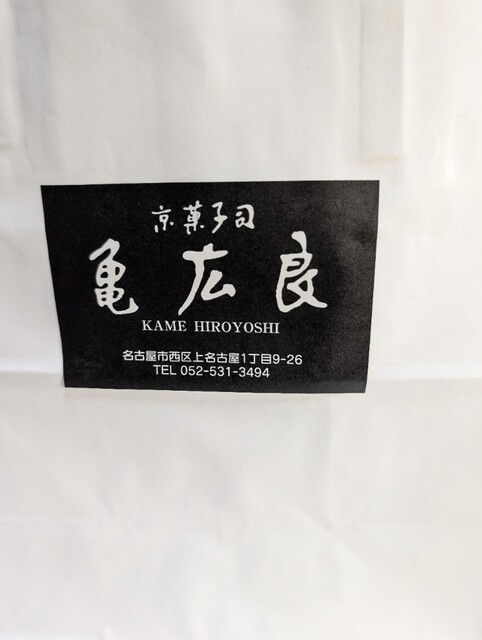 京菓子司
亀広良
KAME HIROYOSHI
名古屋市西区上名古屋1丁目9-26
TEL 052-531-3494